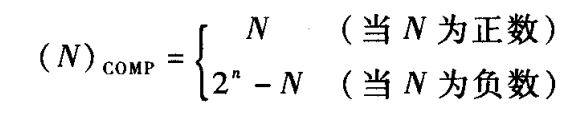 (N)COMP = { N (当 N 为正数)
2ⁿ − N (当 N 为负数)